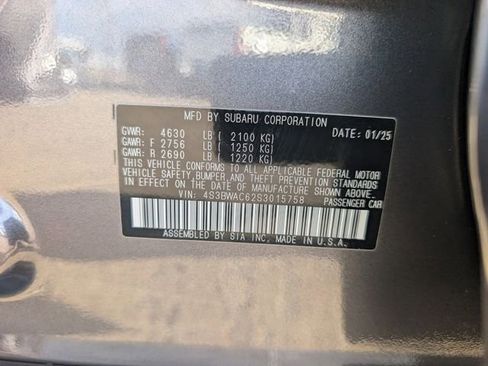 MFD BY SUBARU CORPORATION
GVWR: 4630 LB ( 2100 KG) DATE: 01/25
GAWR: F 2756 LB ( 1250 KG)
GAWR: R 2690 LB ( 1220 KG)
THIS VEHICLE CONFORMS TO ALL APPLICABLE FEDERAL MOTOR
VEHICLE SAFETY, BUMPER, AND THEFT PREVENTION STANDARDS
IN EFFECT ON THE DATE OF MANUFACTURE SHOWN ABOVE.
VIN: 4S3BWAC62S3015758 PASSENGER CAR
ASSEMBLED BY SIA INC. MADE IN U.S.A.